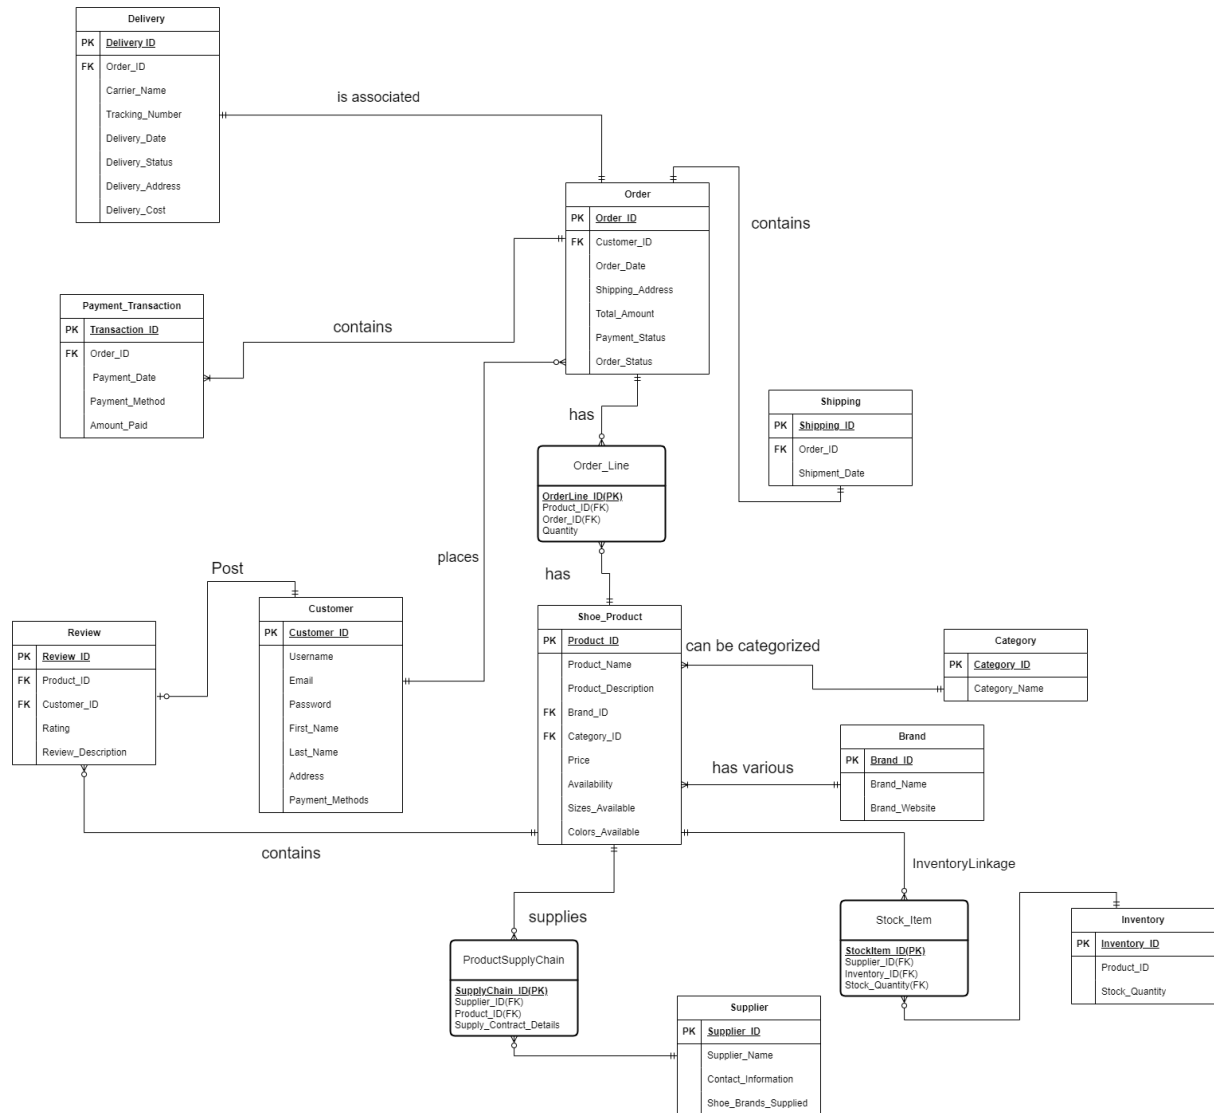 Delivery
PK Delivery ID
FK Order_ID
Carrier_Name
Tracking_Number
Delivery_Date
Delivery_Status
Delivery_Address
Delivery_Cost
is associated
Order
PK Order_ID
FK Customer_ID
Order_Date
Shipping_Address
Total_Amount
Payment_Status
Order_Status
contains
Payment_Transaction
PK Transaction_ID
FK Order_ID
Payment_Date
Payment_Method
Amount_Paid
contains
has
Shipping
PK Shipping_ID
FK Order_ID
Shipment_Date
Order_Line
OrderLine_ID(PK)
Product_ID(FK)
Order_ID(FK)
Quantity
places
has
Post
Review
PK Review_ID
FK Product_ID
FK Customer_ID
Rating
Review_Description
Customer
PK Customer_ID
Username
Email
Password
First_Name
Last_Name
Address
Payment_Methods
Shoe_Product
PK Product_ID
Product_Name
Product_Description
FK Brand_ID
FK Category_ID
Price
Availability
Sizes_Available
Colors_Available
can be categorized
Category
PK Category_ID
Category_Name
has various
Brand
PK Brand_ID
Brand_Name
Brand_Website
contains
InventoryLinkage
supplies
Stock_Item
StockItem_ID(PK)
Supplier_ID(FK)
Inventory_ID(FK)
Stock_Quantity(FK)
Inventory
PK Inventory_ID
Product_ID
Stock_Quantity
ProductSupplyChain
SupplyChain_ID(PK)
Supplier_ID(FK)
Product_ID(FK)
Supply_Contract_Details
Supplier
PK Supplier_ID
Supplier_Name
Contact_Information
Shoe_Brands_Supplied